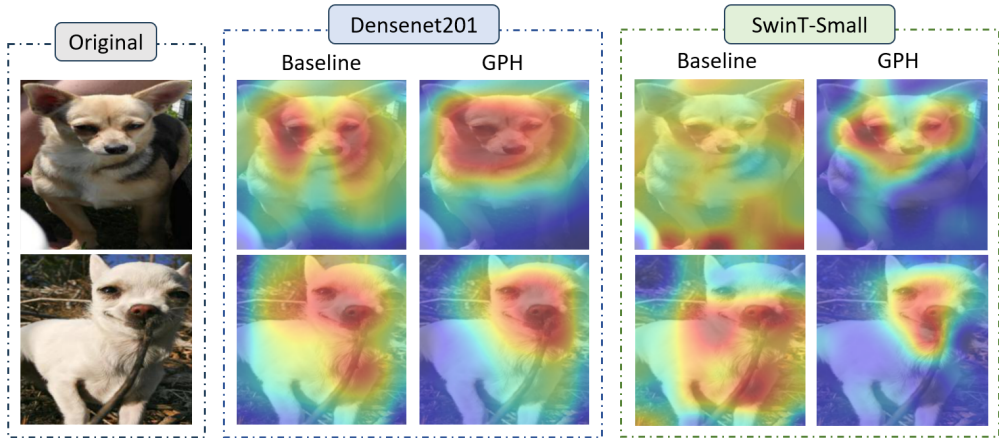 Original
Densenet201
SwinT-Small
Baseline
GPH
Baseline
GPH